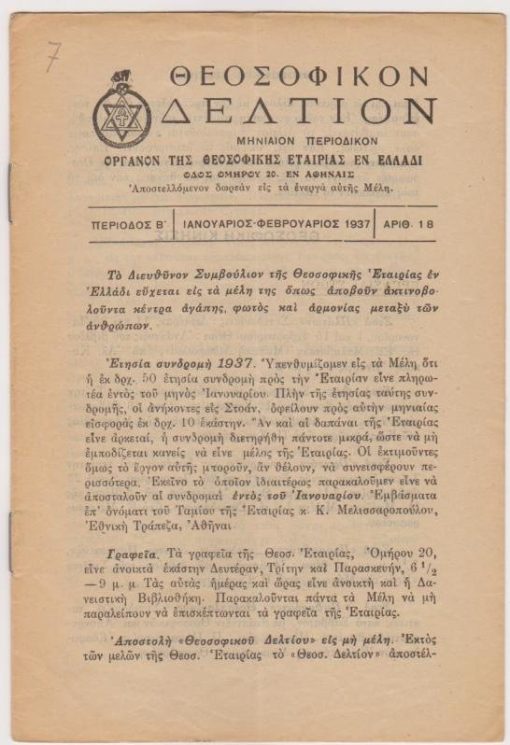 7
ΘΕΟΣΟΦΙΚΟΝ
ΔΕΛΤΙΟΝ
ΜΗΝΙΑΙΟΝ ΠΕΡΙΟΔΙΚΟΝ
ΟΡΓΑΝΟΝ ΤΗΣ ΘΕΟΣΟΦΙΚΗΣ ΕΤΑΙΡΙΑΣ ΕΝ ΕΛΛΑΔΙ
ΟΔΟΣ ΟΜΗΡΟΥ 20. ΕΝ ΑΘΗΝΑΙΣ
Ἀποστελλόμενον δωρεὰν εἰς τὰ ἐνεργὰ αὐτῆς Μέλη.
ΠΕΡΙΟΔΟΣ Β΄ ΙΑΝΟΥΑΡΙΟΣ-ΦΕΒΡΟΥΑΡΙΟΣ 1937 ΑΡΙΘ. 18
Τὸ Διευθῦνον Συμβούλιον τῆς Θεοσοφικῆς Ἑταιρίας ἐν
Ἑλλάδι εὔχεται εἰς τὰ μέλη της ὅπως ἀποβοῦν ἀκτινοβο-
λοῦντα κέντρα ἀγάπης, φωτὸς καὶ ἁρμονίας μεταξὺ τῶν
ἀνθρώπων.
Ἐτησία συνδρομὴ 1937. Ὑπενθυμίζομεν εἰς τὰ Μέλη ὅτι
ἡ ἐκ δρχ. 50 ἐτησία συνδρομὴ πρὸς τὴν Ἑταιρίαν εἶνε πληρω-
τέα ἐντὸς τοῦ μηνὸς Ἰανουαρίου. Πλὴν τῆς ἐτησίας ταύτης συν-
δρομῆς, οἱ ἀνήκοντες εἰς Στοάν, ὀφείλουν πρὸς αὐτὴν μηνιαίας
εἰσφορὰς ἐκ δρχ. 10 ἑκάστην. Ἂν καὶ αἱ δαπάναι τῆς Ἑταιρίας
εἶνε ἀρκεταί, ἡ συνδρομὴ διετηρήθη πάντοτε μικρά, ὥστε νὰ μὴ
ἐμποδίζεται κανεὶς νὰ εἶνε μέλος τῆς Ἑταιρίας. Οἱ ἐκτιμοῦντες
ὅμως τὸ ἔργον αὐτῆς μποροῦν, ἂν θέλουν, νὰ συνεισφέρουν πε-
ρισσότερα. Ἐκεῖνο τὸ ὁποῖον ἰδιαιτέρως παρακαλοῦμεν εἶνε νὰ
ἀποσταλοῦν αἱ συνδρομαὶ ἐντὸς τοῦ Ἰανουαρίου. Ἐμβάσματα
ἐπ' ὀνόματι τοῦ Ταμίου τῆς Ἑταιρίας κ. Κ. Μελισσαροπούλου,
Ἐθνικὴ Τράπεζα, Ἀθῆναι
Γραφεῖα. Τὰ γραφεῖα τῆς Θεοσ. Ἑταιρίας, Ὁμήρου 20,
εἶνε ἀνοικτὰ ἑκάστην Δευτέραν, Τρίτην καὶ Παρασκευήν, 6 1/2
—9 μ. μ. Τὰς αὐτὰς ἡμέρας καὶ ὥρας εἶνε ἀνοικτὴ καὶ ἡ Δα-
νειστικὴ Βιβλιοθήκη. Παρακαλοῦνται πάντα τὰ Μέλη νὰ μὴ
παραλείπουν νὰ ἐπισκέπτωνται τὰ γραφεῖα τῆς Ἑταιρίας.
Ἀποστολὴ «Θεοσοφικοῦ Δελτίου» εἰς μὴ μέλη. Ἐκτὸς
τῶν μελῶν τῆς Θεοσ. Ἑταιρίας τὸ «Θεοσ. Δελτίον» ἀποστέλ-